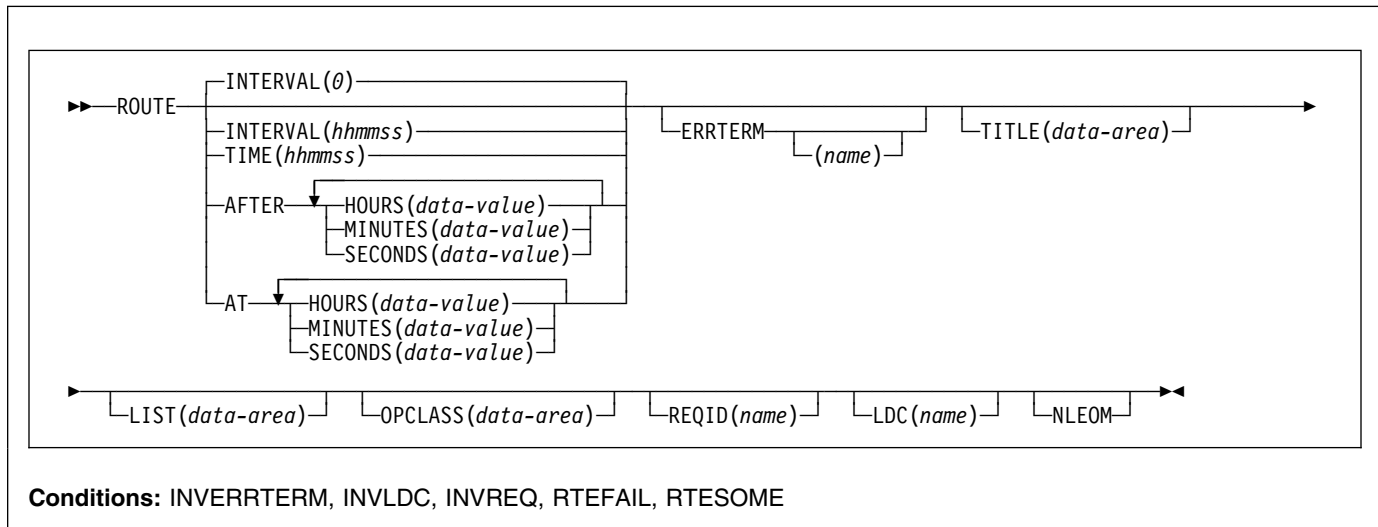 INTERVAL(0)
ROUTE
INTERVAL(hhmmss) ERRTERM TITLE(data-area)
TIME(hhmmss) (name)
AFTER HOURS(data-value)
MINUTES(data-value)
SECONDS(data-value)
AT HOURS(data-value)
MINUTES(data-value)
SECONDS(data-value)
LIST(data-area) OPCLASS(data-area) REQID(name) LDC(name) NLEOM
Conditions: INVERRTERM, INVLDC, INVREQ, RTEFAIL, RTESOME